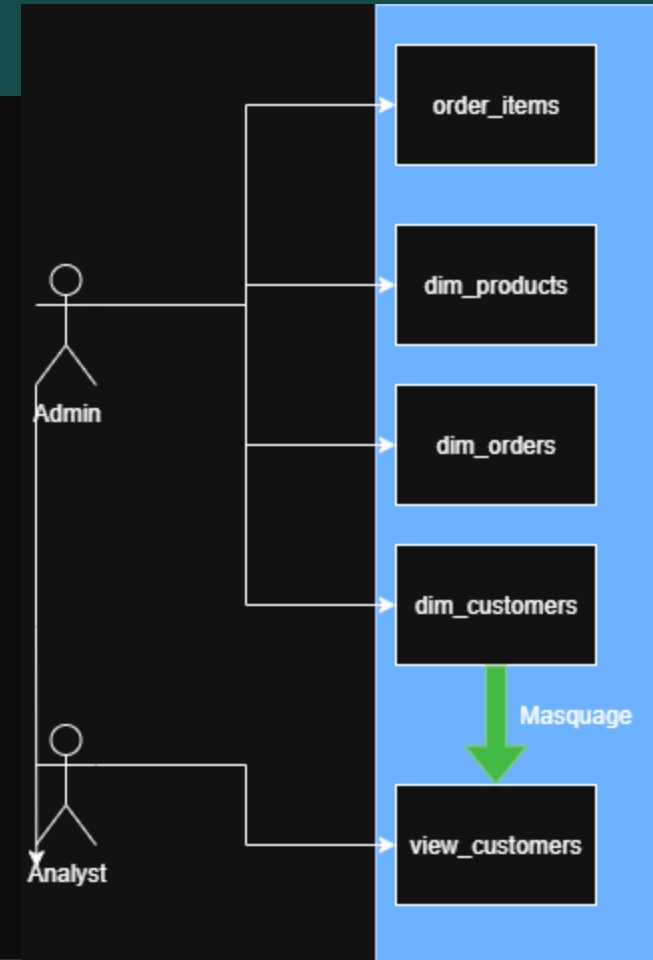 order_items
dim_products
Admin
dim_orders
dim_customers
Masquage
view_customers
Analyst